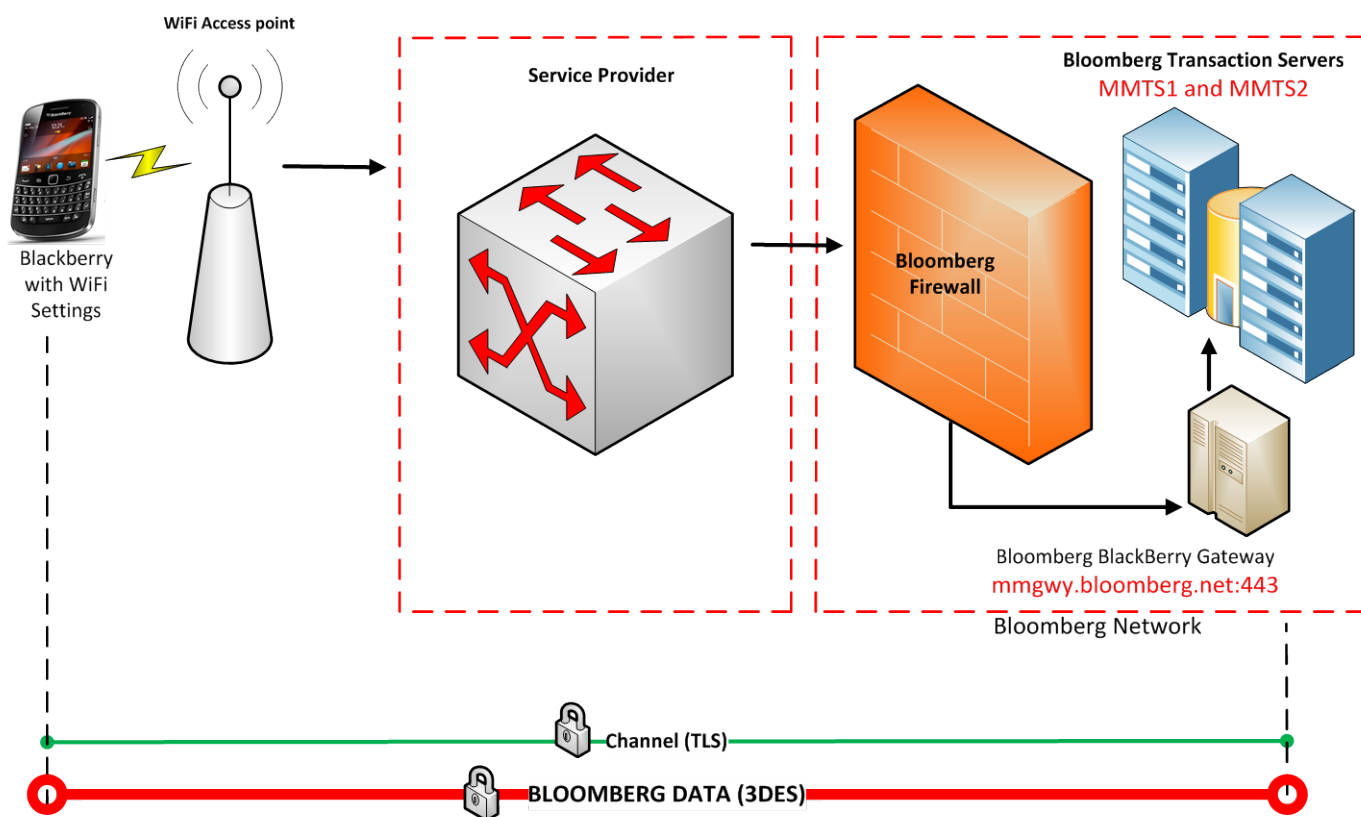 WiFi Access point
Service Provider
Bloomberg Transaction Servers
MMTS1 and MMTS2
BlackBerry
Blackberry
with WiFi
Settings
Bloomberg
Firewall
Bloomberg BlackBerry Gateway
mmgwy.bloomberg.net:443
Bloomberg Network
Channel (TLS)
BLOOMBERG DATA (3DES)